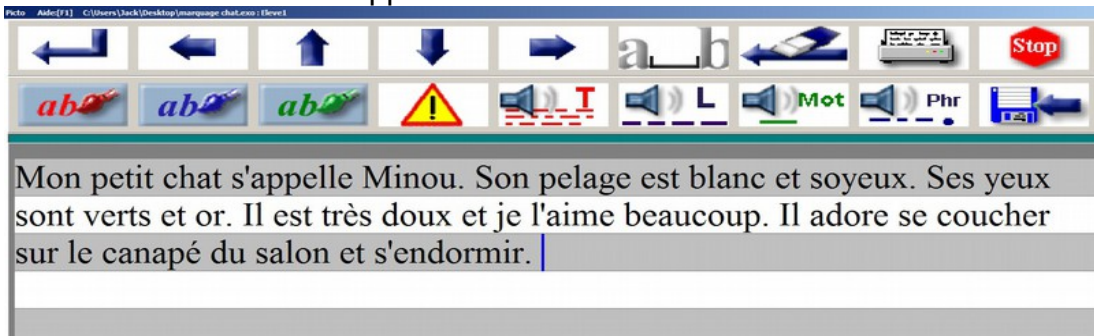 Picto Aide:[F1] C:\Users\Jack\Desktop\marquage chat.exo : Eleve1
a b Stop
ab ab ab ! T L Mot Phr
Mon petit chat s'appelle Minou. Son pelage est blanc et soyeux. Ses yeux
sont verts et or. Il est très doux et je l'aime beaucoup. Il adore se coucher
sur le canapé du salon et s'endormir.